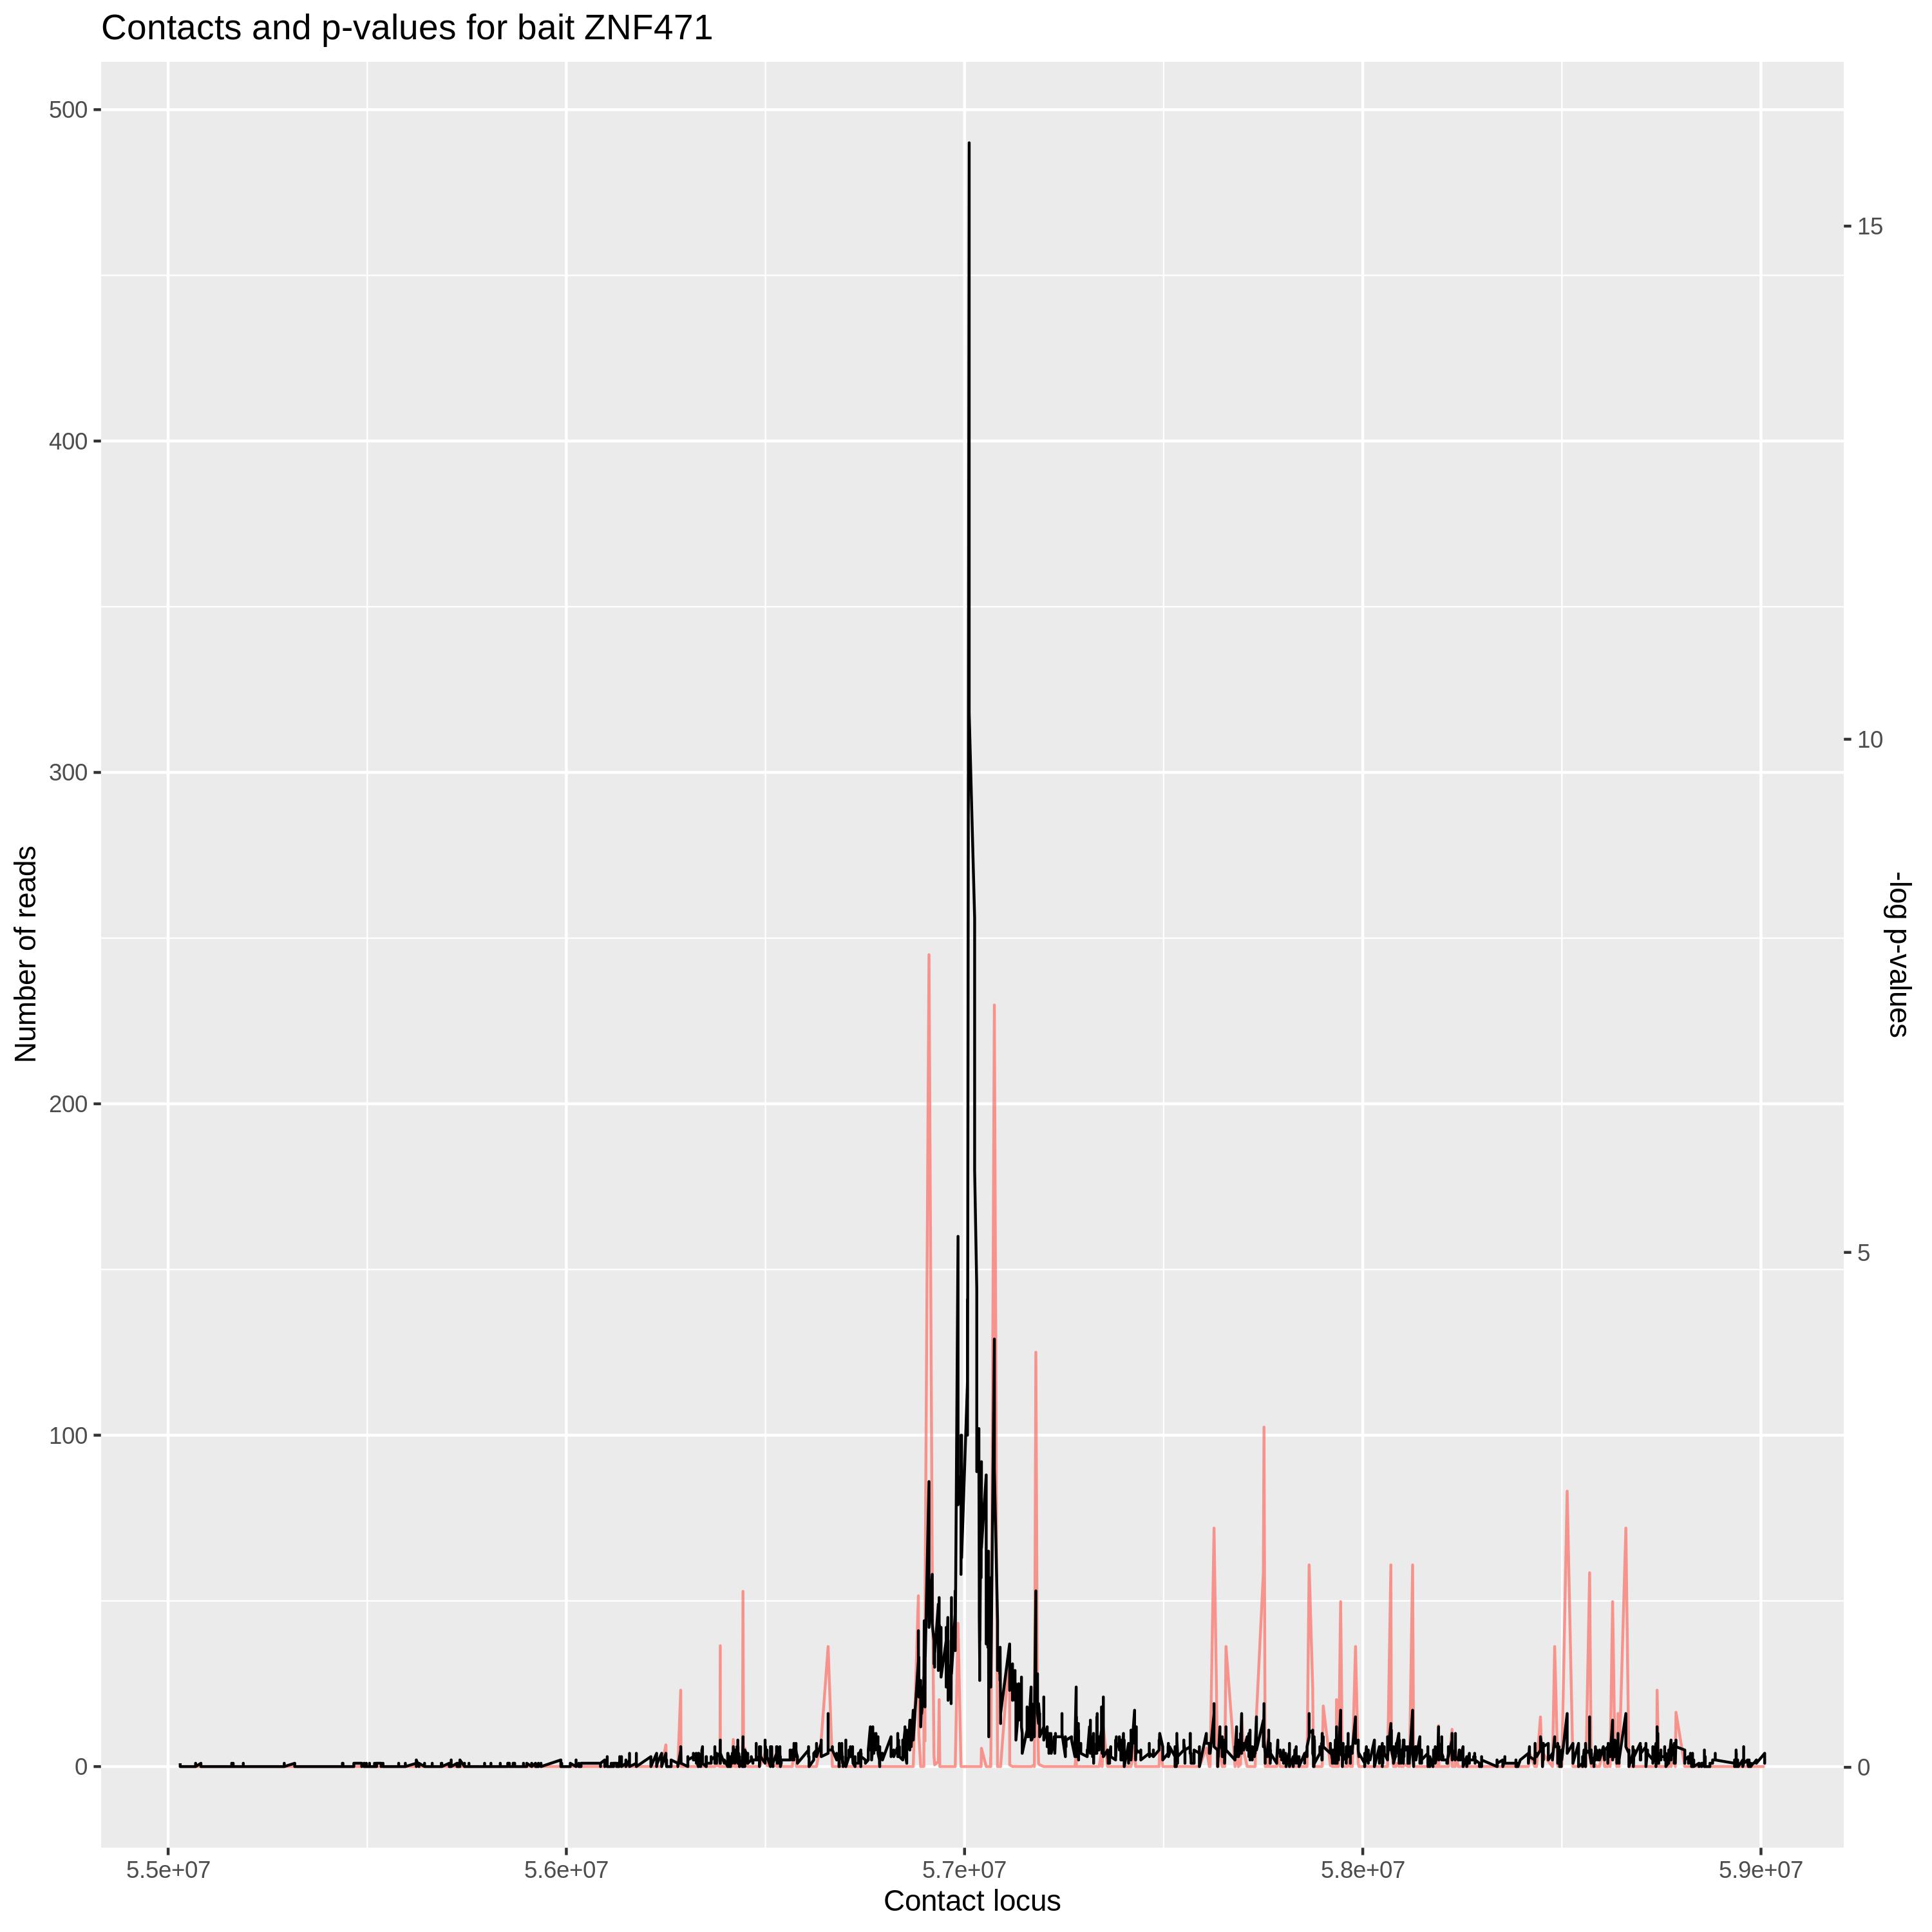 Contacts and p-values for bait ZNF471
500
400
300
200
100
0
Number of reads
15
10
5
0
-log p-values
5.5e+07 5.6e+07 5.7e+07 5.8e+07 5.9e+07
Contact locus